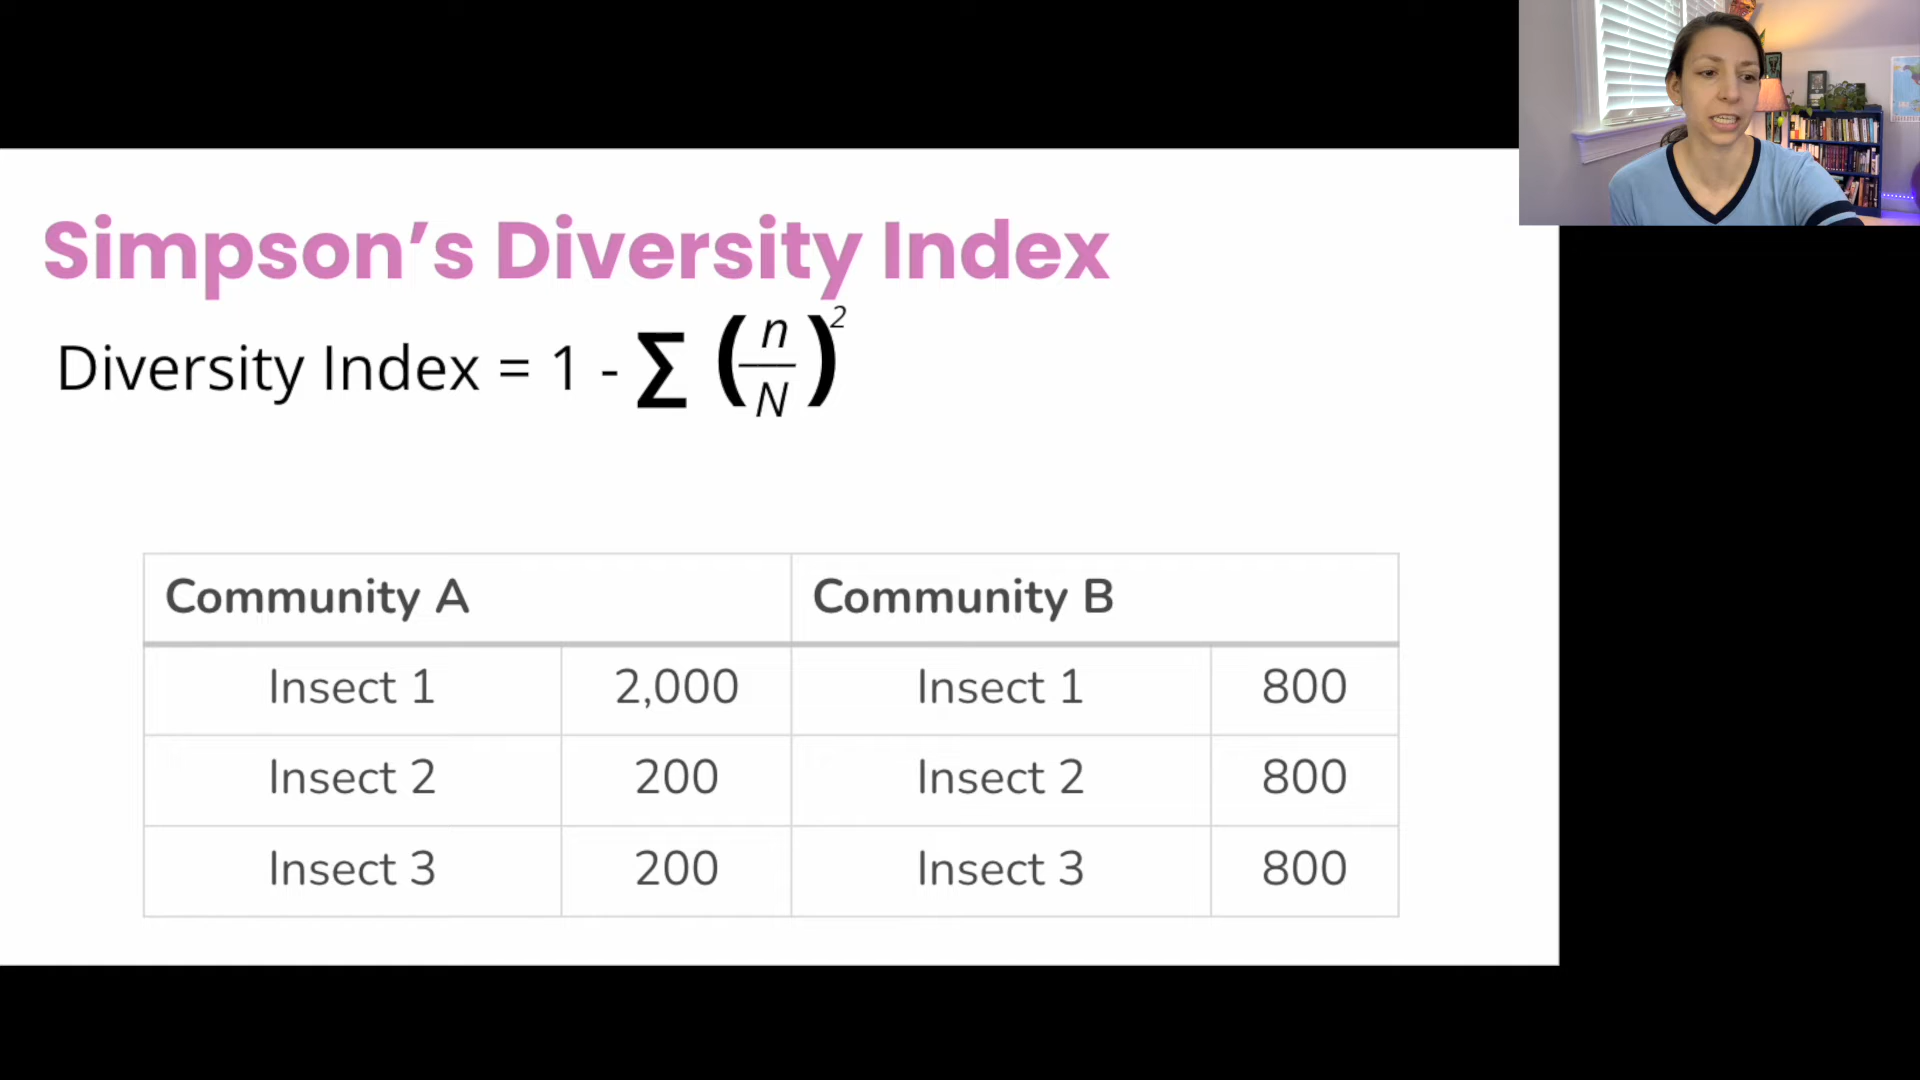 Simpson’s Diversity Index
Diversity Index = 1 - ∑ (n/N)²
Community A Community B
Insect 1 2,000 Insect 1 800
Insect 2 200 Insect 2 800
Insect 3 200 Insect 3 800